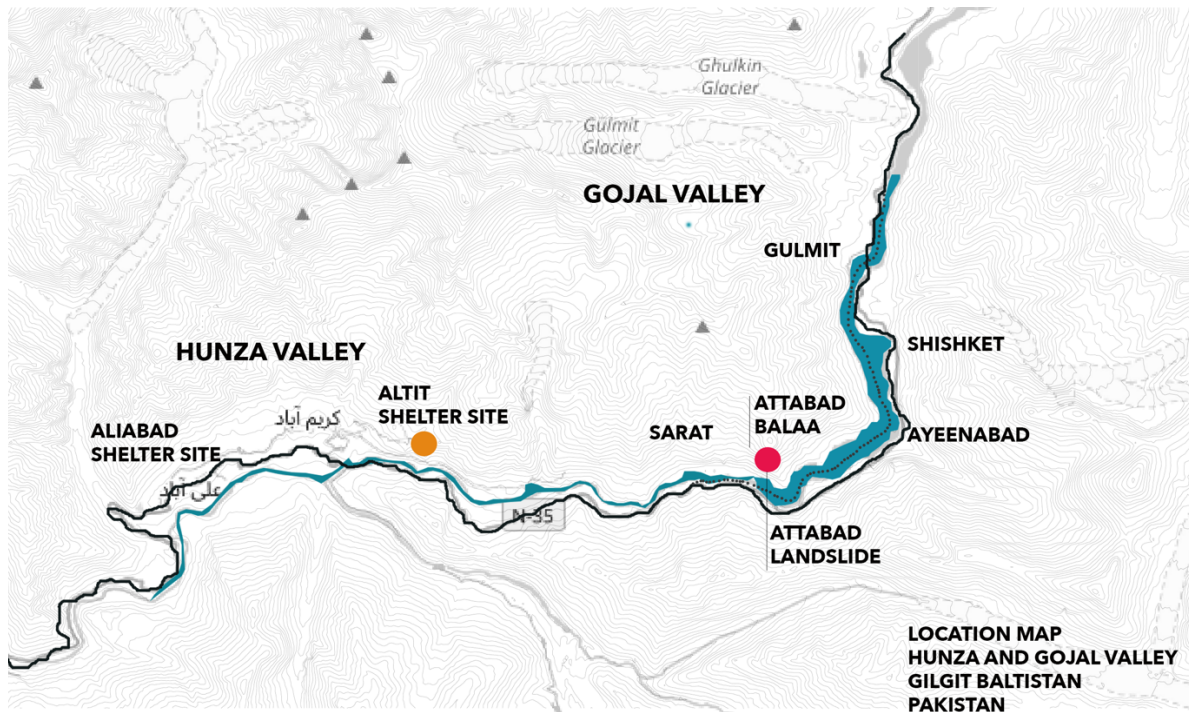 Ghulkin
Glacier
Gulmit
Glacier
GOJAL VALLEY
GULMIT
SHISHKET
HUNZA VALLEY
ALTIT
SHELTER SITE
ATTABAD
BALAA
کریم آباد
ALIABAD
SHELTER SITE
SARAT
AYEENABAD
علی آباد
N-35
ATTABAD
LANDSLIDE
LOCATION MAP
HUNZA AND GOJAL VALLEY
GILGIT BALTISTAN
PAKISTAN